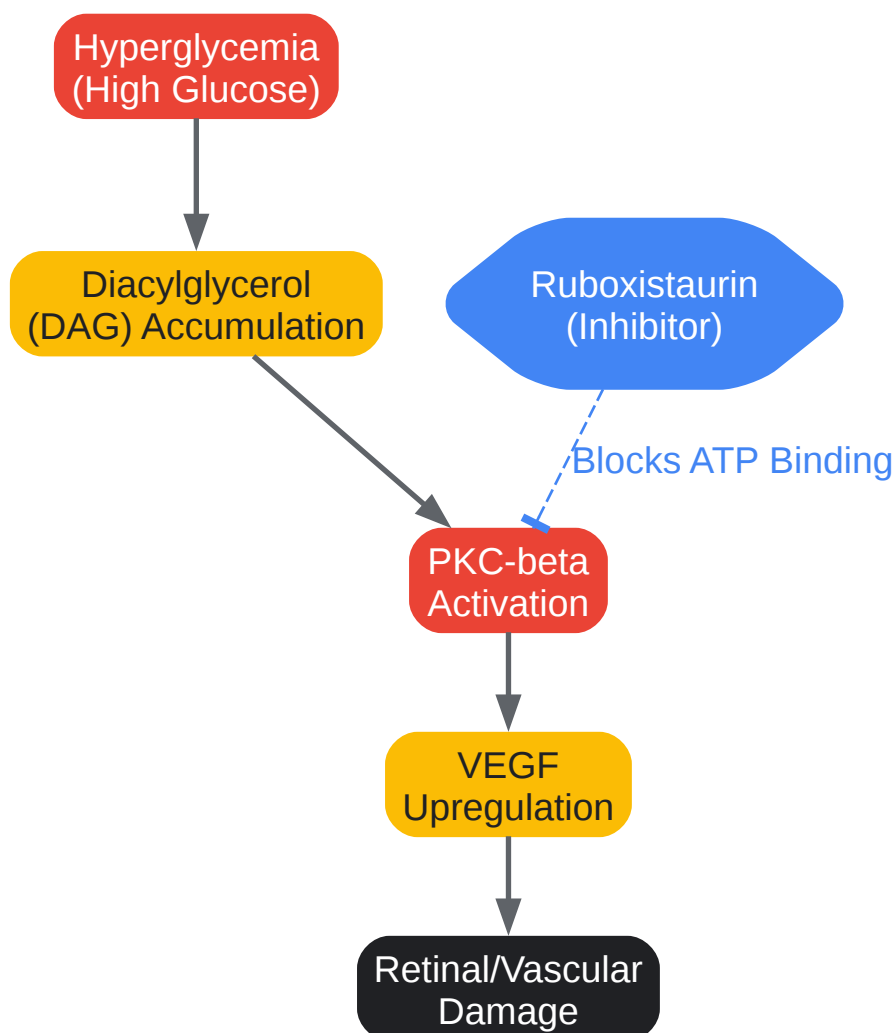 Hyperglycemia
(High Glucose)
Diacylglycerol
(DAG) Accumulation
Ruboxistaurin
(Inhibitor)
Blocks ATP Binding
PKC-beta
Activation
VEGF
Upregulation
Retinal/Vascular
Damage